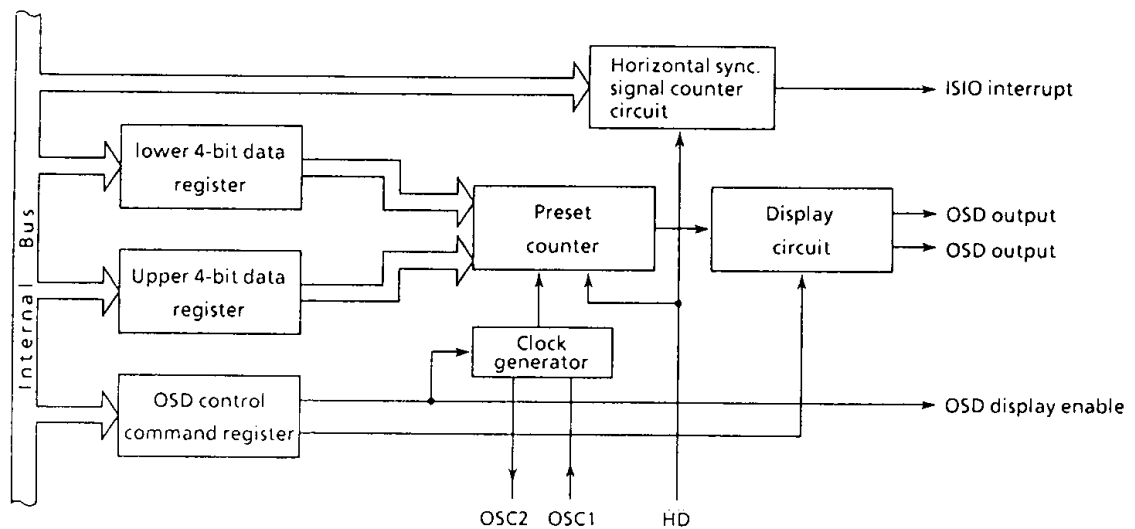 Internal Bus
Horizontal sync.
signal counter
circuit
ISIO interrupt
lower 4-bit data
register
Preset
counter
Display
circuit
OSD output
OSD output
Upper 4-bit data
register
Clock
generator
OSD control
command register
OSD display enable
OSC2
OSC1
HD